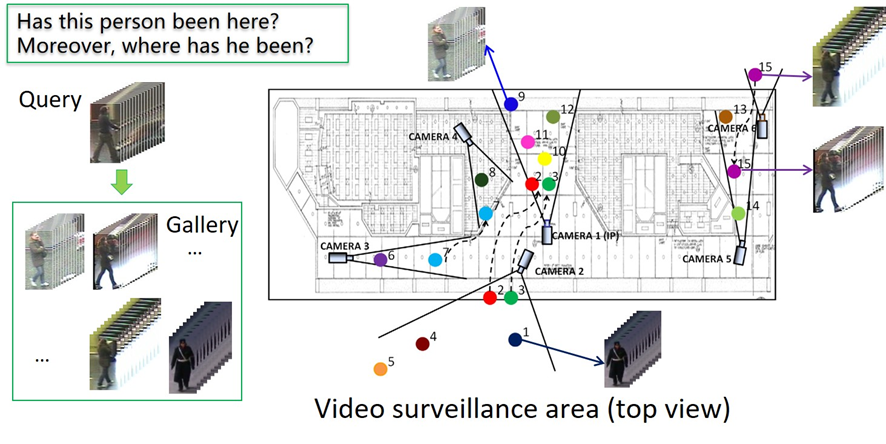 Has this person been here?
Moreover, where has he been?
Query
Gallery
...
...
15
9
12
13
CAMERA 6
CAMERA 4
11
10
15
8
2
3
7
14
CAMERA 1 (IP)
CAMERA 3
6
7
CAMERA 2
CAMERA 5
2
3
4
1
5
Video surveillance area (top view)